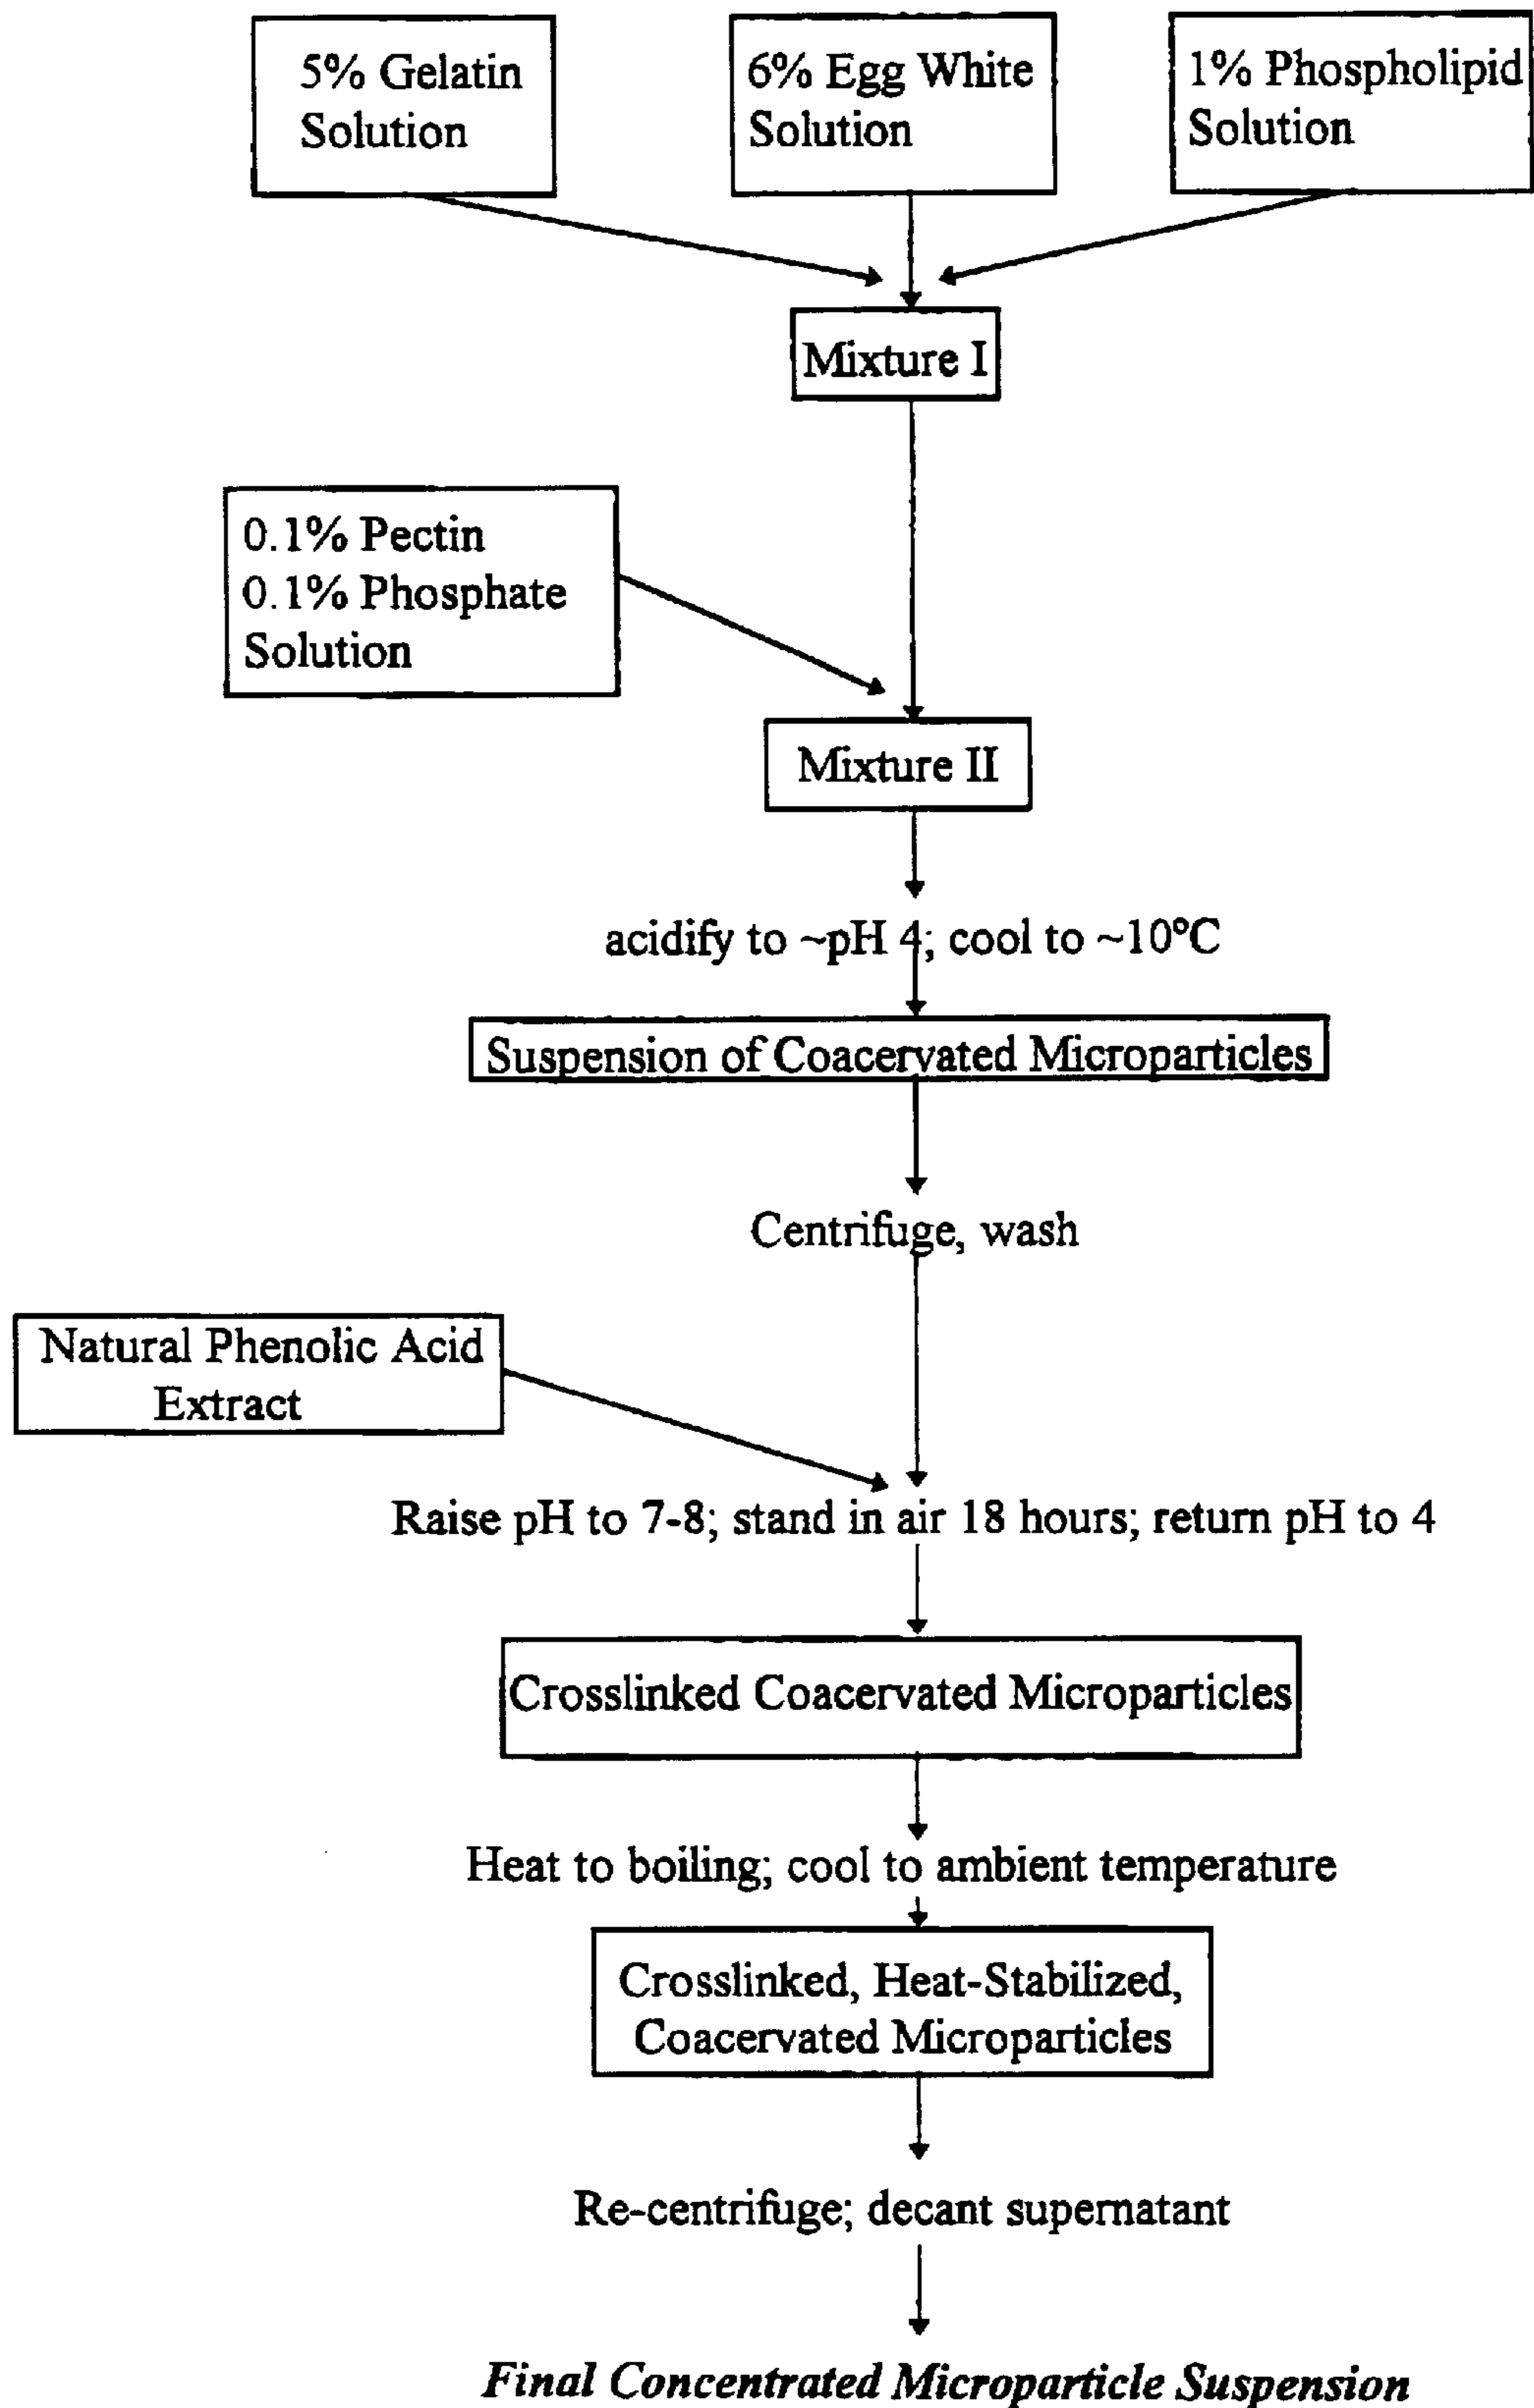 5% Gelatin
Solution
6% Egg White
Solution
1% Phospholipid
Solution
Mixture I
0.1% Pectin
0.1% Phosphate
Solution
Mixture II
acidify to ~pH 4; cool to ~10°C
Suspension of Coacervated Microparticles
Centrifuge, wash
Natural Phenolic Acid
Extract
Raise pH to 7-8; stand in air 18 hours; return pH to 4
Crosslinked Coacervated Microparticles
Heat to boiling; cool to ambient temperature
Crosslinked, Heat-Stabilized,
Coacervated Microparticles
Re-centrifuge; decant supernatant
Final Concentrated Microparticle Suspension